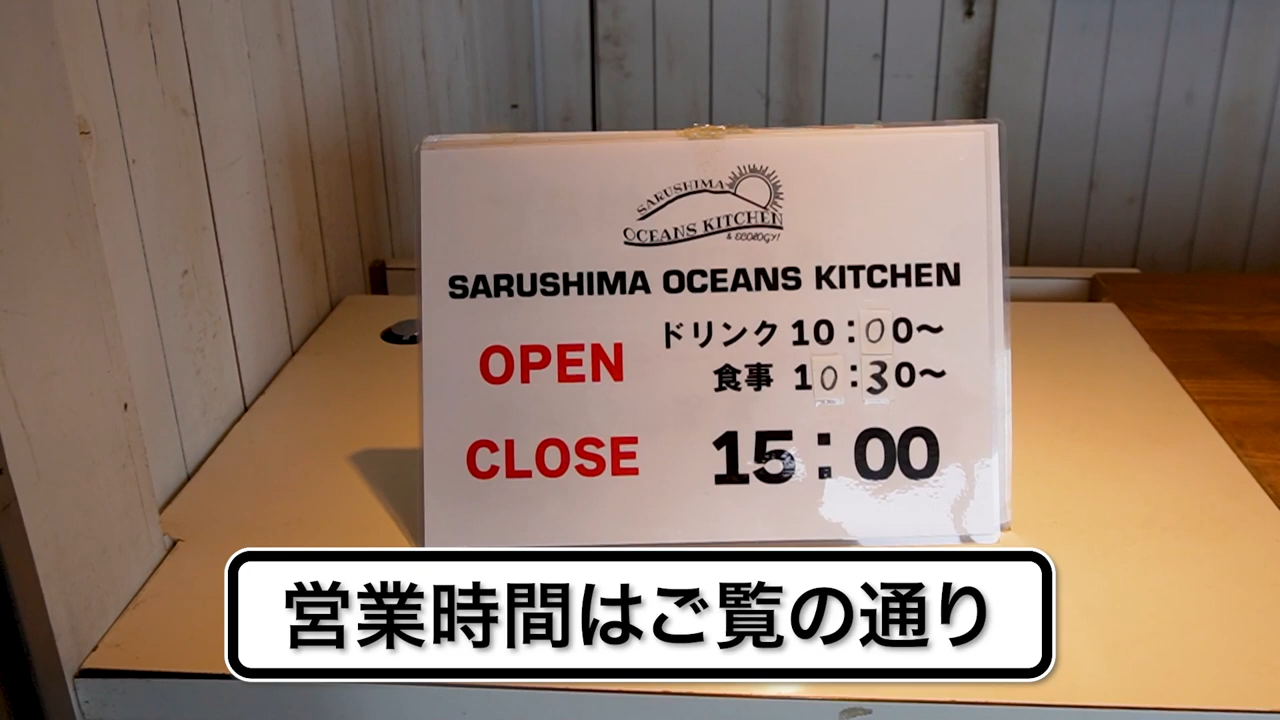 SARUSHIMA
OCEANS KITCHEN
& ECOLOGY!
SARUSHIMA OCEANS KITCHEN
OPEN
ドリンク 10:00〜
食事 10:30〜
CLOSE 15:00
営業時間はご覧の通り